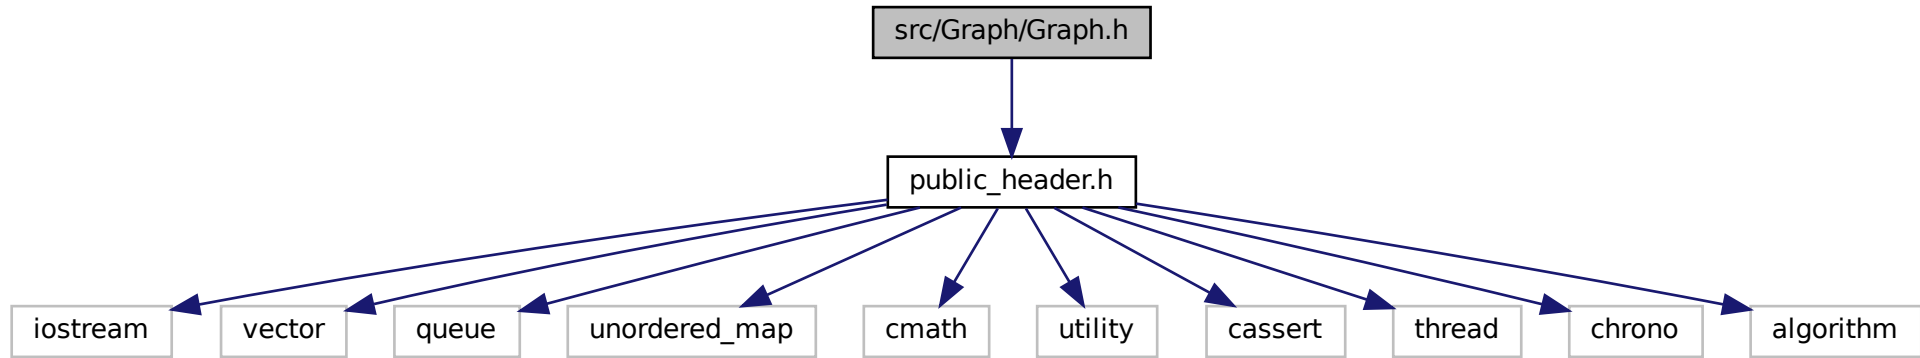 src/Graph/Graph.h
public_header.h
iostream
vector
queue
unordered_map
cmath
utility
cassert
thread
chrono
algorithm